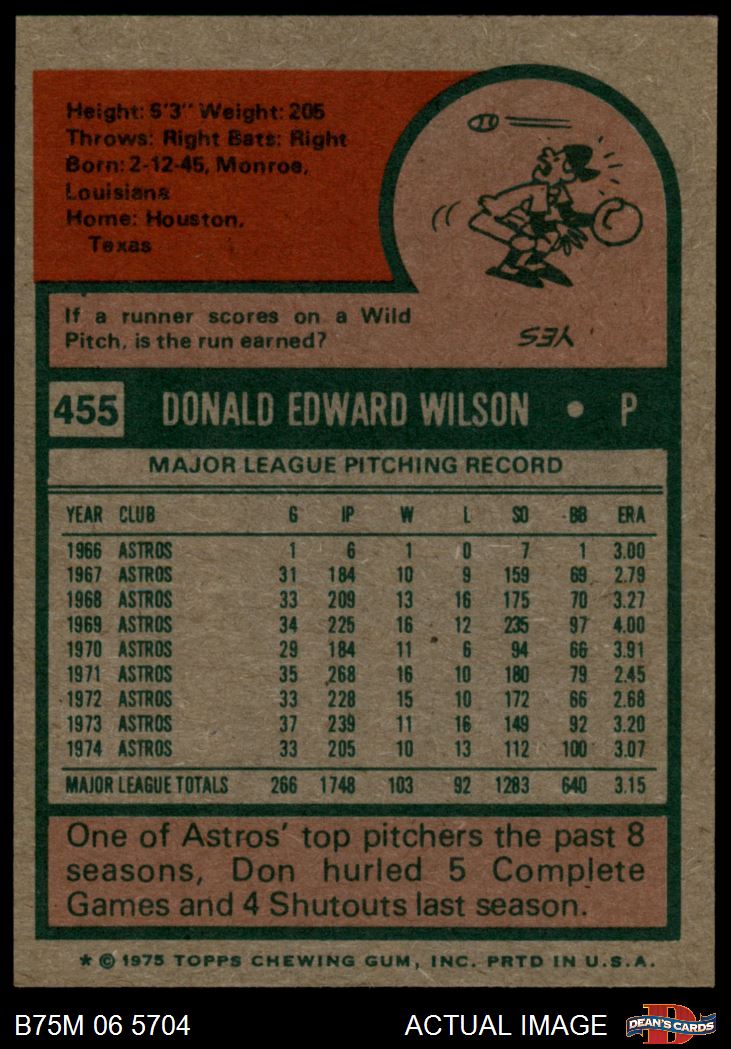 Height: 5'3" Weight: 205
Throws: Right Bats: Right
Born: 2-12-45, Monroe,
Louisiana
Home: Houston,
Texas
If a runner scores on a Wild
Pitch, is the run earned?
YES
455 DONALD EDWARD WILSON • P
MAJOR LEAGUE PITCHING RECORD
YEAR CLUB G IP W L SO BB ERA
1966 ASTROS 1 6 1 0 7 1 3.00
1967 ASTROS 31 184 10 9 159 69 2.79
1968 ASTROS 33 209 13 16 175 70 3.27
1969 ASTROS 34 225 16 12 235 97 4.00
1970 ASTROS 29 184 11 6 94 66 3.91
1971 ASTROS 35 268 16 10 180 79 2.45
1972 ASTROS 33 228 15 10 172 66 2.68
1973 ASTROS 37 239 11 16 149 92 3.20
1974 ASTROS 33 205 10 13 112 100 3.07
MAJOR LEAGUE TOTALS 266 1748 103 92 1283 640 3.15
One of Astros' top pitchers the past 8
seasons, Don hurled 5 Complete
Games and 4 Shutouts last season.
* © 1975 TOPPS CHEWING GUM, INC. PRTD IN U.S.A.
B75M 06 5704 ACTUAL IMAGE D DEAN'S CARDS